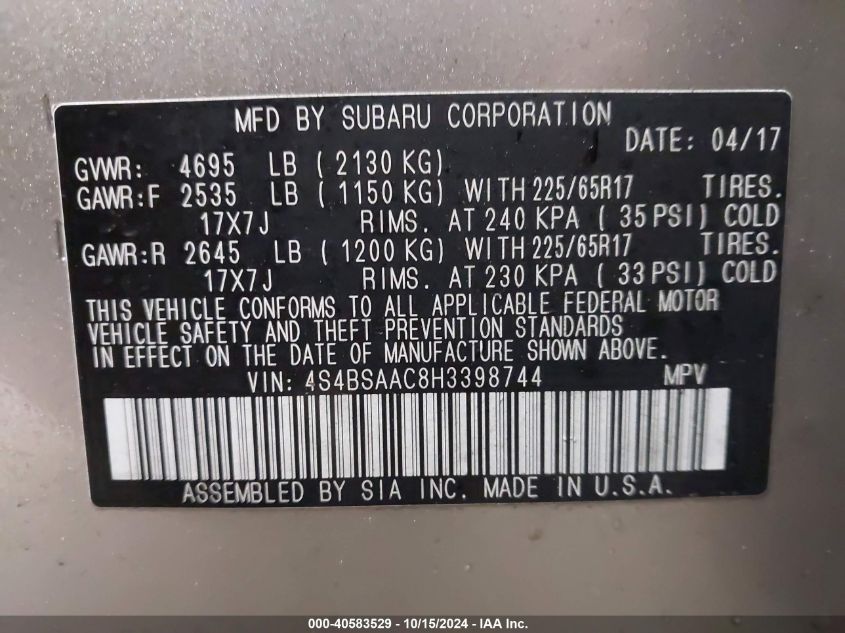 MFD BY SUBARU CORPORATION
DATE: 04/17
GVWR: 4695 LB ( 2130 KG)
GAWR:F 2535 LB ( 1150 KG) WITH 225/65R17 TIRES.
17X7J RIMS. AT 240 KPA ( 35 PSI) COLD
GAWR:R 2645 LB ( 1200 KG) WITH 225/65R17 TIRES.
17X7J RIMS. AT 230 KPA ( 33 PSI) COLD
THIS VEHICLE CONFORMS TO ALL APPLICABLE FEDERAL MOTOR
VEHICLE SAFETY AND THEFT PREVENTION STANDARDS
IN EFFECT ON THE DATE OF MANUFACTURE SHOWN ABOVE.
VIN: 4S4BSAAC8H3398744 MPV
ASSEMBLED BY SIA INC. MADE IN U.S.A.
000-40583529 - 10/15/2024 - IAA Inc.